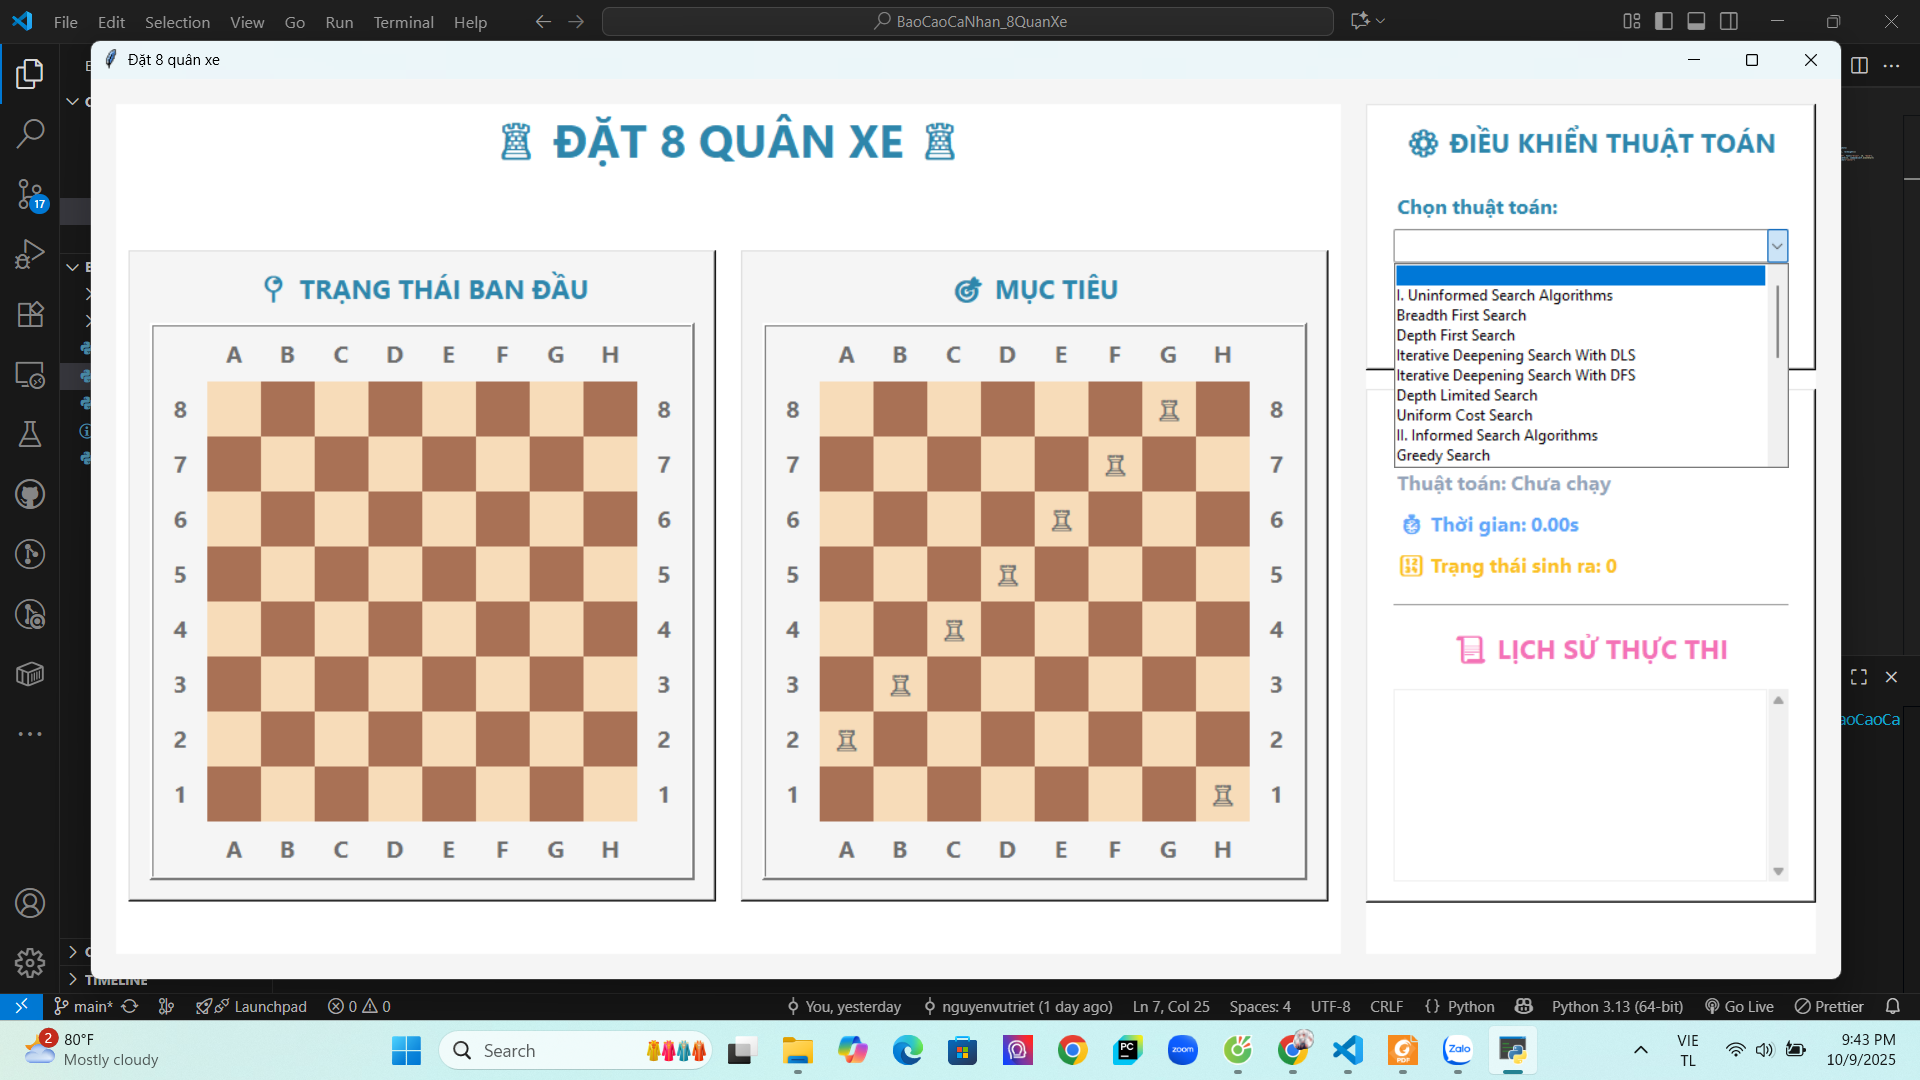 File Edit Selection View Go Run Terminal Help
BaoCaoCaNhan_8QuanXe
Đặt 8 quân xe
17
ĐẶT 8 QUÂN XE
TRẠNG THÁI BAN ĐẦU
A B C D E F G H
8 8
7 7
6 6
5 5
4 4
3 3
2 2
1 1
A B C D E F G H
MỤC TIÊU
A B C D E F G H
8 8
7 7
6 6
5 5
4 4
3 3
2 2
1 1
A B C D E F G H
ĐIỀU KHIỂN THUẬT TOÁN
Chọn thuật toán:
I. Uninformed Search Algorithms
Breadth First Search
Depth First Search
Iterative Deepening Search With DLS
Iterative Deepening Search With DFS
Depth Limited Search
Uniform Cost Search
II. Informed Search Algorithms
Greedy Search
Thuật toán: Chưa chạy
Thời gian: 0.00s
Trạng thái sinh ra: 0
LỊCH SỬ THỰC THI
aoCaoCa
TIMELINE
main* Launchpad 0 0 You, yesterday nguyenvutriet (1 day ago) Ln 7, Col 25 Spaces: 4 UTF-8 CRLF {} Python Python 3.13 (64-bit) Go Live Prettier
2
80°F
Mostly cloudy
Search
PC
zoom
PDF
Zalo
VIE
TL
9:43 PM
10/9/2025